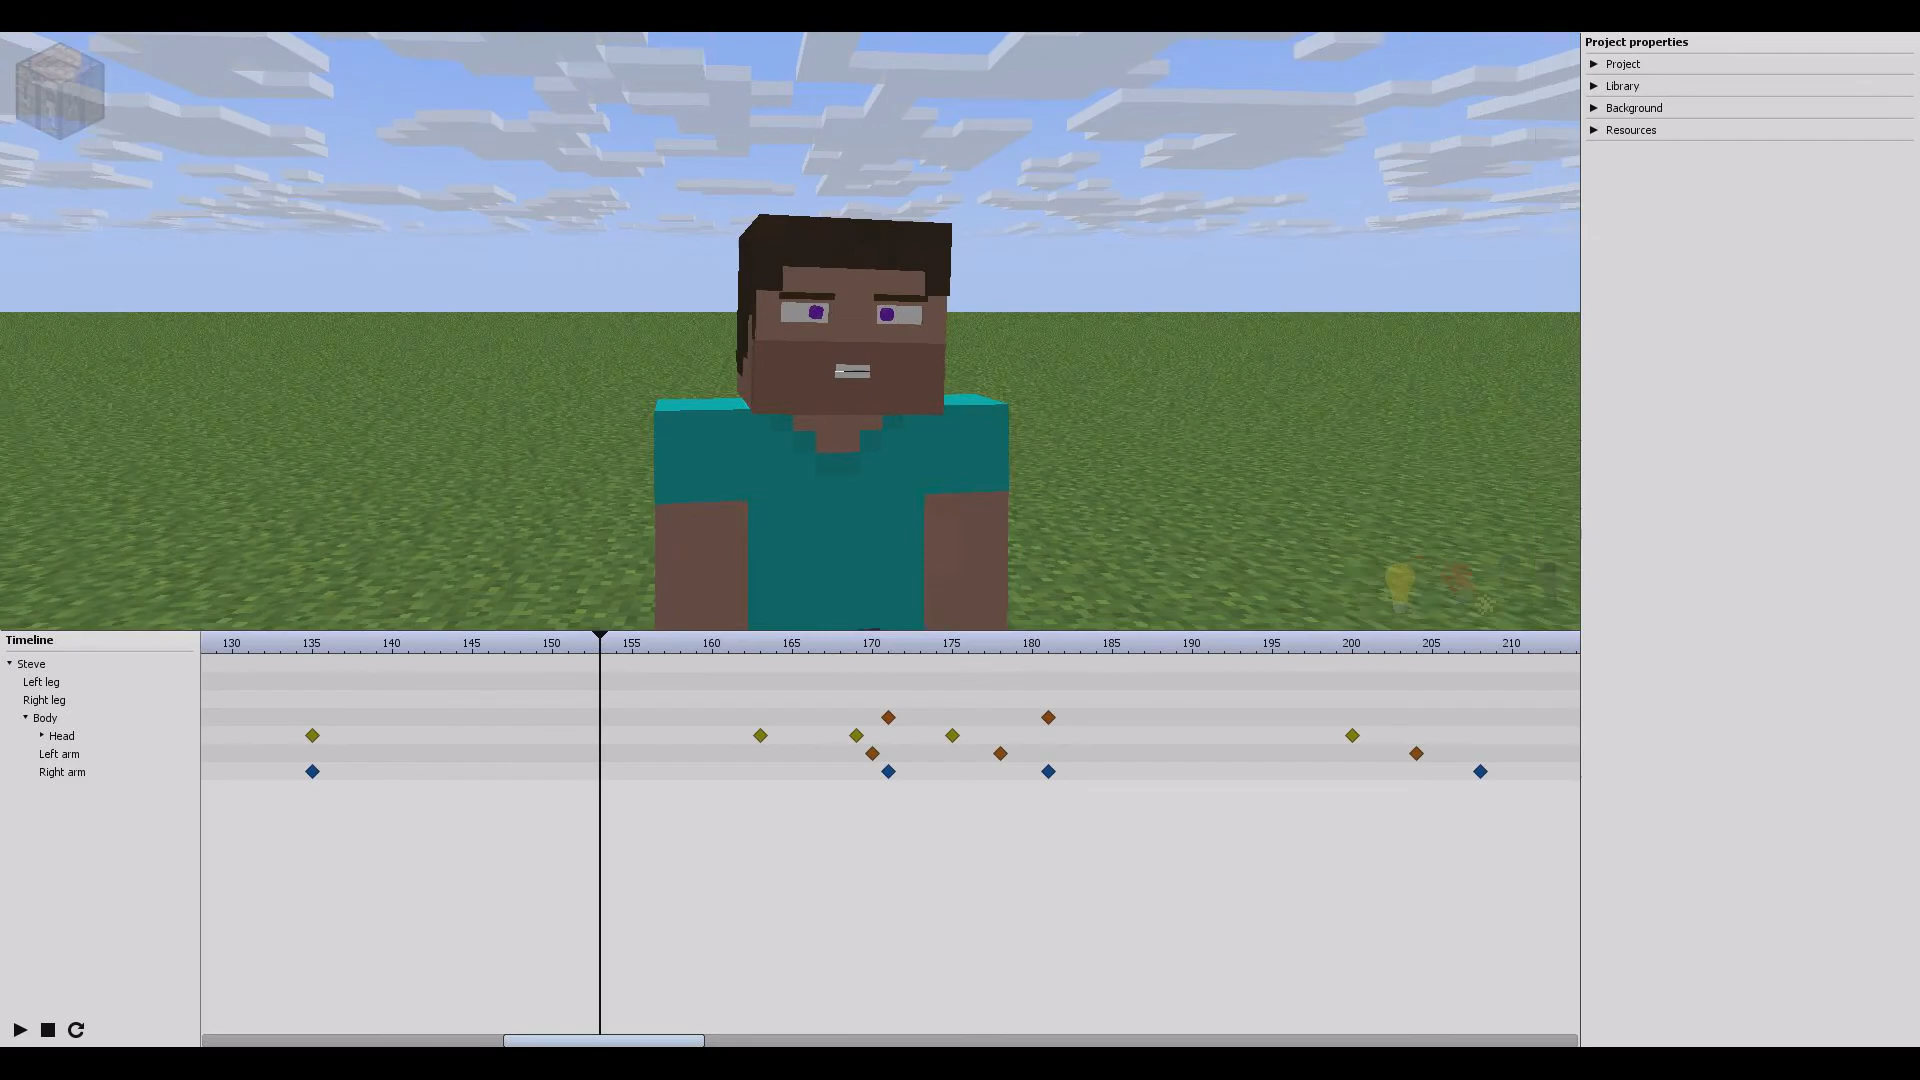 Project properties
Project
Library
Background
Resources
Timeline
130 135 140 145 150 155 160 165 170 175 180 185 190 195 200 205 210
Steve
Left leg
Right leg
Body
Head
Left arm
Right arm